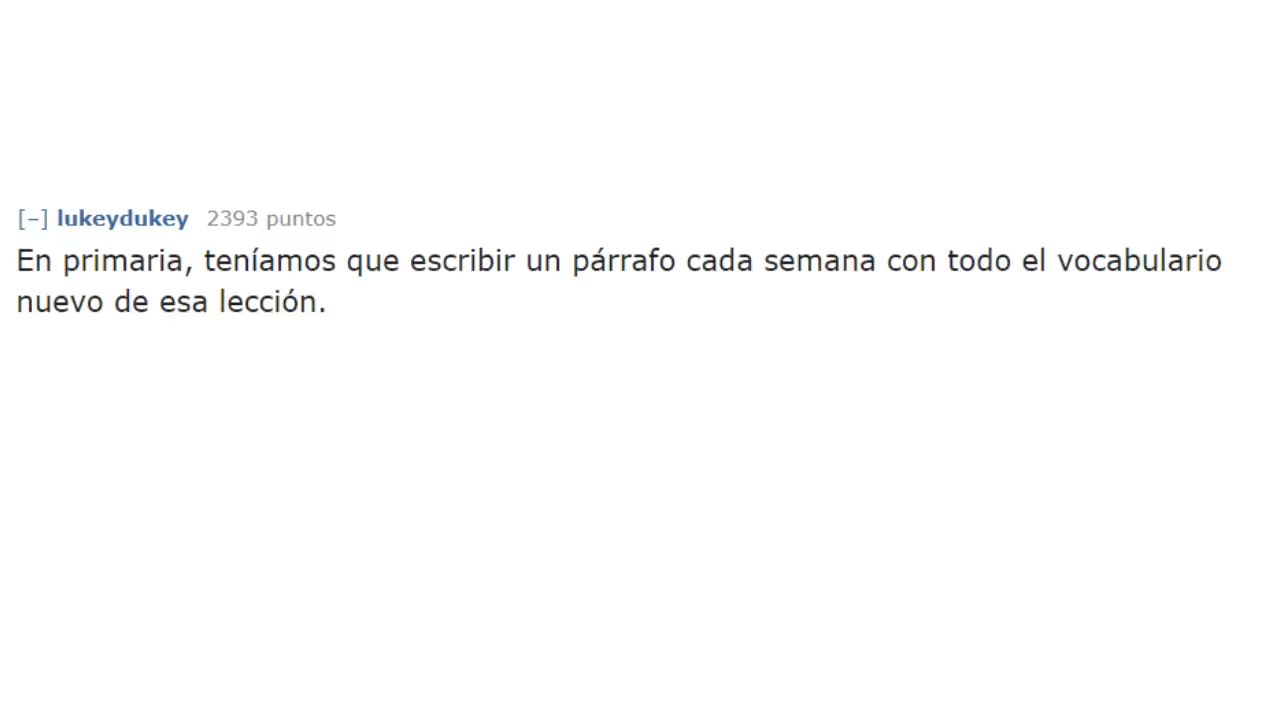 [–] lukeydukey 2393 puntos
En primaria, teníamos que escribir un párrafo cada semana con todo el vocabulario
nuevo de esa lección.